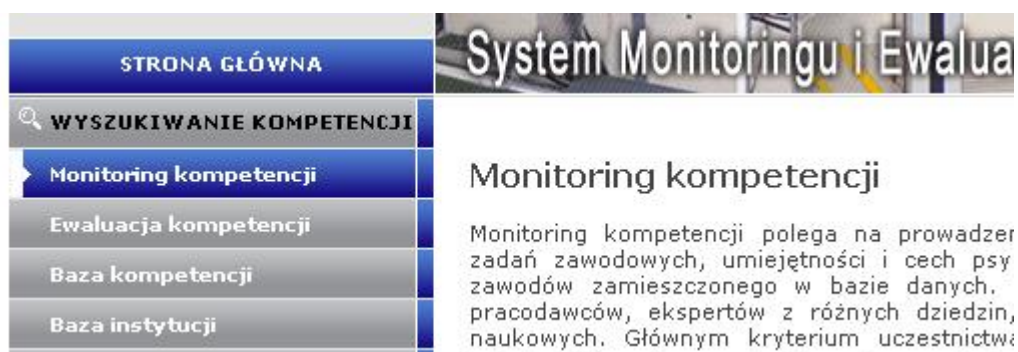 STRONA GŁÓWNA
WYSZUKIWANIE KOMPETENCJI
Monitoring kompetencji
Ewaluacja kompetencji
Baza kompetencji
Baza instytucji
System Monitoringu i Ewalua
Monitoring kompetencji
Monitoring kompetencji polega na prowadzen
zadań zawodowych, umiejętności i cech psy
zawodów zamieszczonego w bazie danych.
pracodawców, ekspertów z różnych dziedzin,
naukowych. Głównym kryterium uczestnictwa